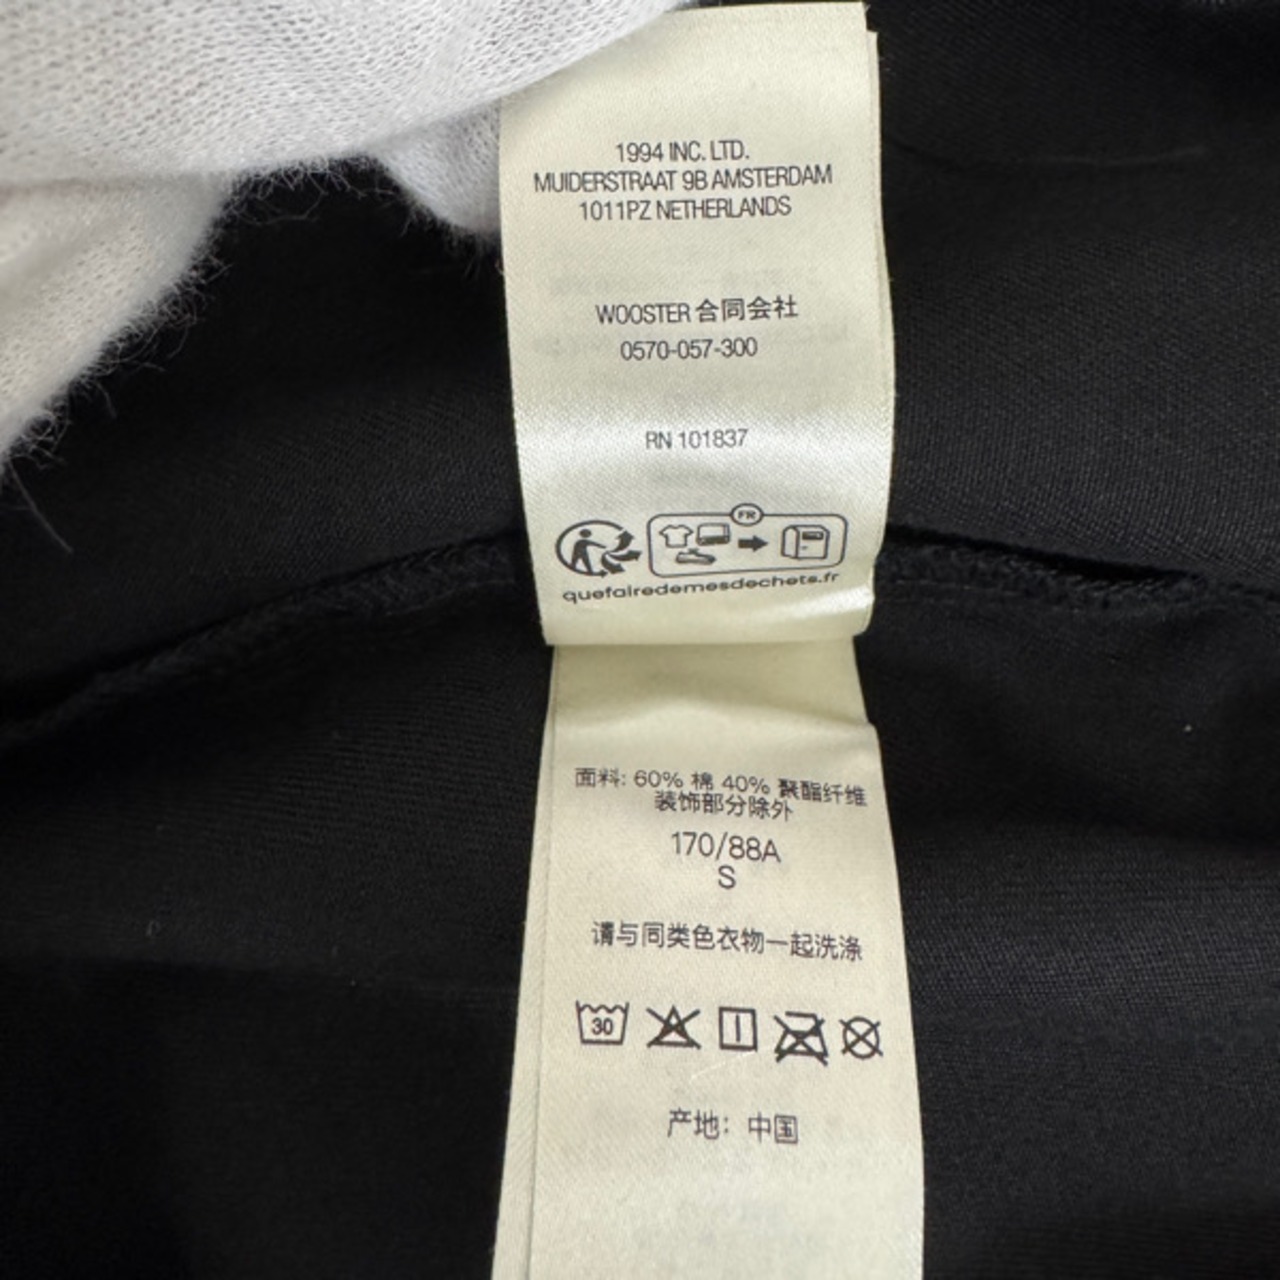 1994 INC. LTD.
MUIDERSTRAAT 9B AMSTERDAM
1011PZ NETHERLANDS
WOOSTER 合同会社
0570-057-300
RN 101837
FR
quefairedemesdechets.fr
面料: 60% 棉 40% 聚酯纤维
装饰部分除外
170/88A
S
请与同类色衣物一起洗涤
30
产地: 中国